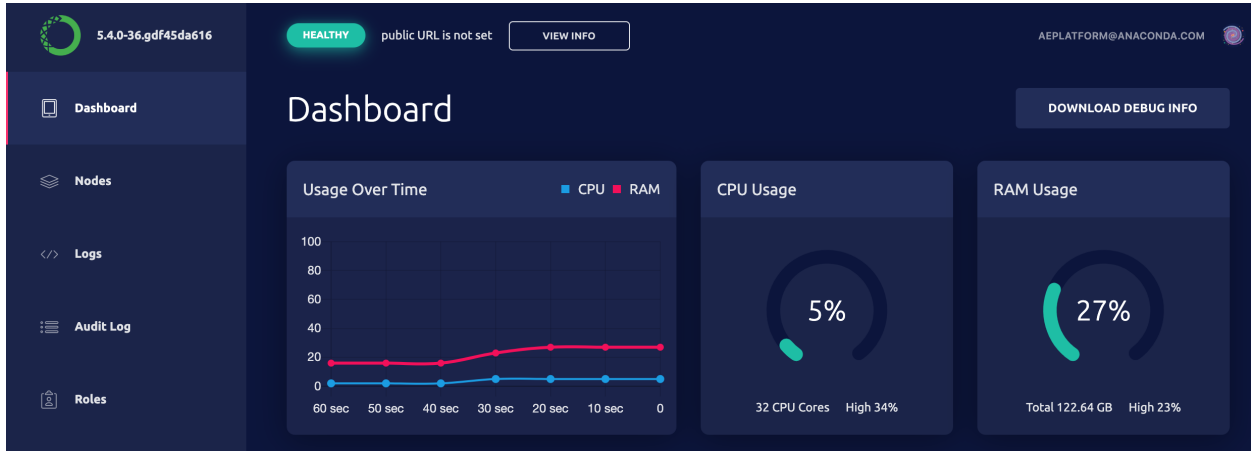 5.4.0-36.gdf45da616
HEALTHY public URL is not set VIEW INFO
AEPLATFORM@ANACONDA.COM
Dashboard
Nodes
Logs
Audit Log
Roles
Dashboard
DOWNLOAD DEBUG INFO
Usage Over Time CPU RAM
100
80
60
40
20
0
60 sec 50 sec 40 sec 30 sec 20 sec 10 sec 0
CPU Usage
5%
32 CPU Cores High 34%
RAM Usage
27%
Total 122.64 GB High 23%